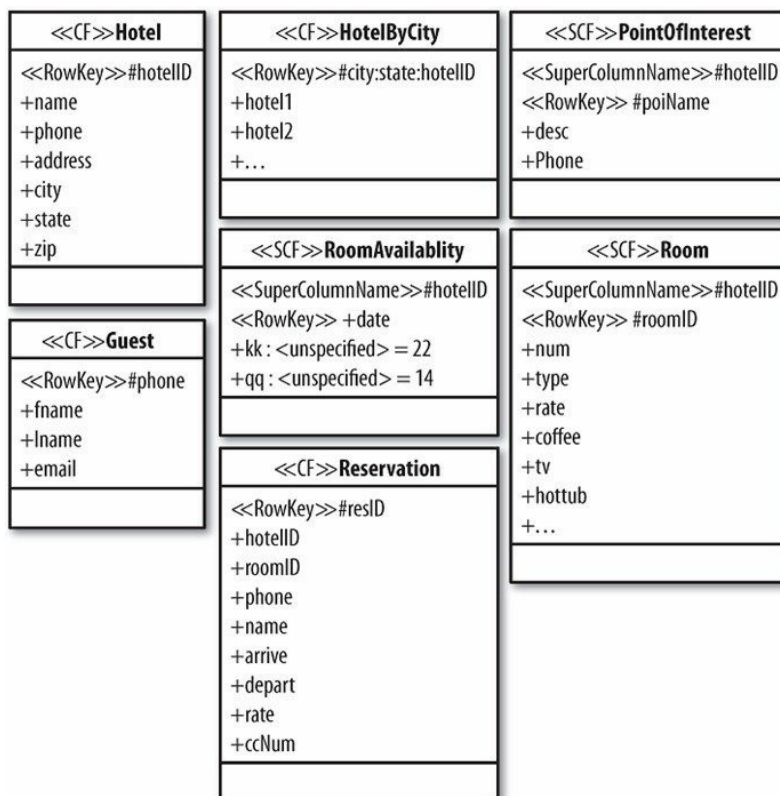 <<CF>>Hotel
<<RowKey>>#hotelID
+name
+phone
+address
+city
+state
+zip
<<CF>>Guest
<<RowKey>>#phone
+fname
+lname
+email
<<CF>>HotelByCity
<<RowKey>>#city:state:hotelID
+hotel1
+hotel2
+…
<<SCF>>RoomAvailablity
<<SuperColumnName>>#hotelID
<<RowKey>> +date
+kk : <unspecified> = 22
+qq : <unspecified> = 14
<<CF>>Reservation
<<RowKey>>#resID
+hotelID
+roomID
+phone
+name
+arrive
+depart
+rate
+ccNum
<<SCF>>PointOfInterest
<<SuperColumnName>>#hotelID
<<RowKey>> #poiName
+desc
+Phone
<<SCF>>Room
<<SuperColumnName>>#hotelID
<<RowKey>> #roomID
+num
+type
+rate
+coffee
+tv
+hottub
+…